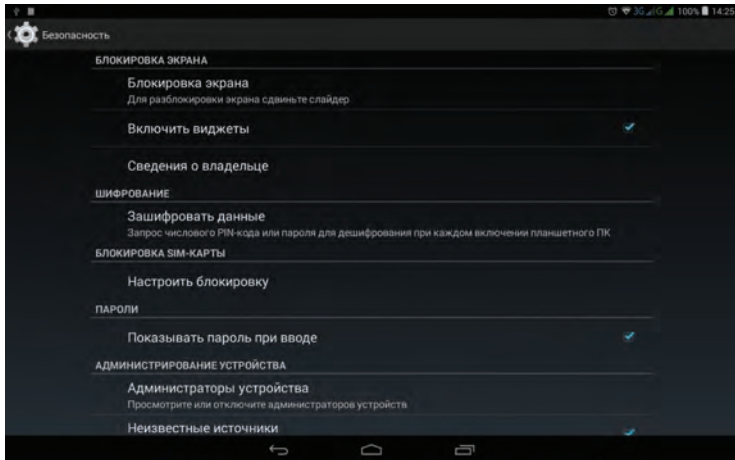 3G G 100% 14:25
Безопасность
БЛОКИРОВКА ЭКРАНА
Блокировка экрана
Для разблокировки экрана сдвиньте слайдер
Включить виджеты
Сведения о владельце
ШИФРОВАНИЕ
Зашифровать данные
Запрос числового PIN-кода или пароля для дешифрования при каждом включении планшетного ПК
БЛОКИРОВКА SIM-КАРТЫ
Настроить блокировку
ПАРОЛИ
Показывать пароль при вводе
АДМИНИСТРИРОВАНИЕ УСТРОЙСТВА
Администраторы устройства
Просмотрите или отключите администраторов устройств
Неизвестные источники